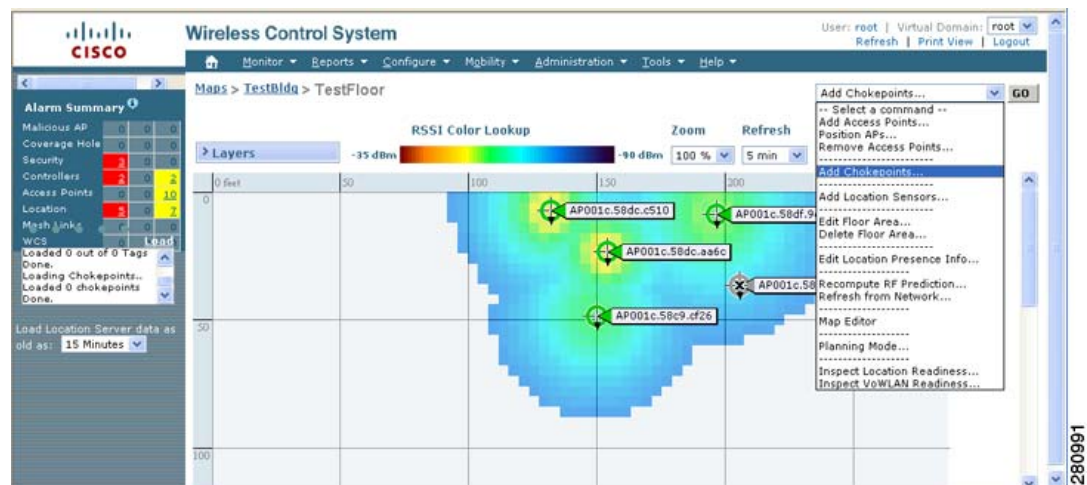 CISCO
Wireless Control System
User: root | Virtual Domain: root
Refresh | Print View | Logout
Monitor Reports Configure Mobility Administration Tools Help
Maps > TestBldg > TestFloor
Add Chokepoints... GO
Alarm Summary
Malicious AP 0 0 0
Coverage Hole 0 0 0
Security 3 0 0
Controllers 2 0 2
Access Points 0 0 10
Location 5 0 7
Mesh Links 0 0
WCS 0 Load
Loaded 0 out of 0 Tags
Done.
Loading Chokepoints..
Loaded 0 chokepoints
Done.
Load Location Server data as
old as: 15 Minutes
RSSI Color Lookup Zoom Refresh
> Layers -35 dBm -90 dBm 100 % 5 min
0 feet 50 100 150 200
0
50
100
AP001c.58dc.c510
AP001c.58df.9
AP001c.58dc.aa6c
AP001c.58
AP001c.58c9.cf26
-- Select a command --
Add Access Points...
Position APs...
Remove Access Points...
Add Chokepoints...
Add Location Sensors...
Edit Floor Area...
Delete Floor Area...
Edit Location Presence Info...
Recompute RF Prediction...
Refresh from Network...
Map Editor
Planning Mode...
Inspect Location Readiness...
Inspect VoWLAN Readiness...
280991